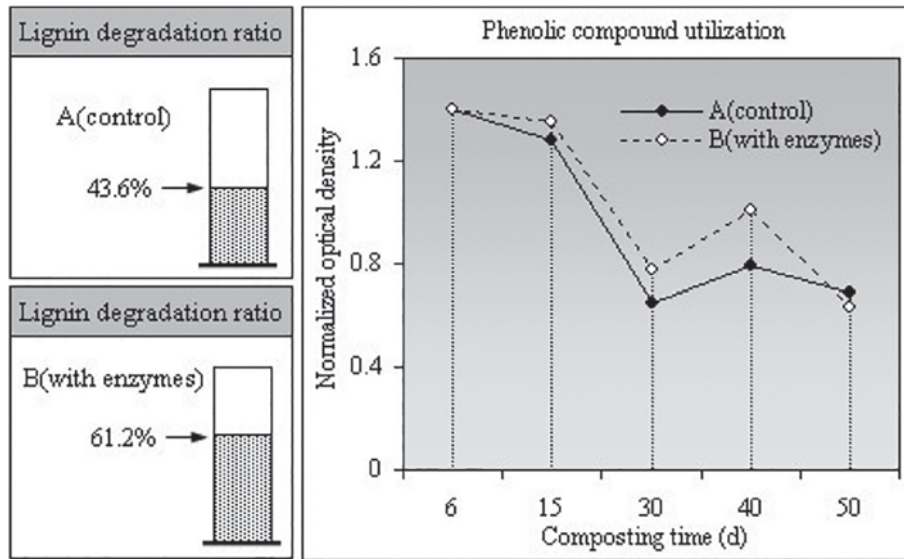 Lignin degradation ratio
A(control)
43.6%
Lignin degradation ratio
B(with enzymes)
61.2%
Phenolic compound utilization
1.6
1.2
0.8
0.4
0
Normalized optical density
A(control)
B(with enzymes)
6 15 30 40 50
Composting time (d)